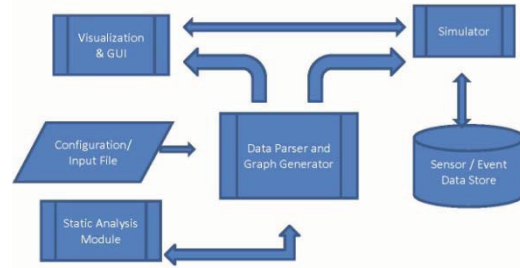 Visualization
& GUI
Simulator
Configuration/
Input File
Data Parser and
Graph Generator
Sensor / Event
Data Store
Static Analysis
Module